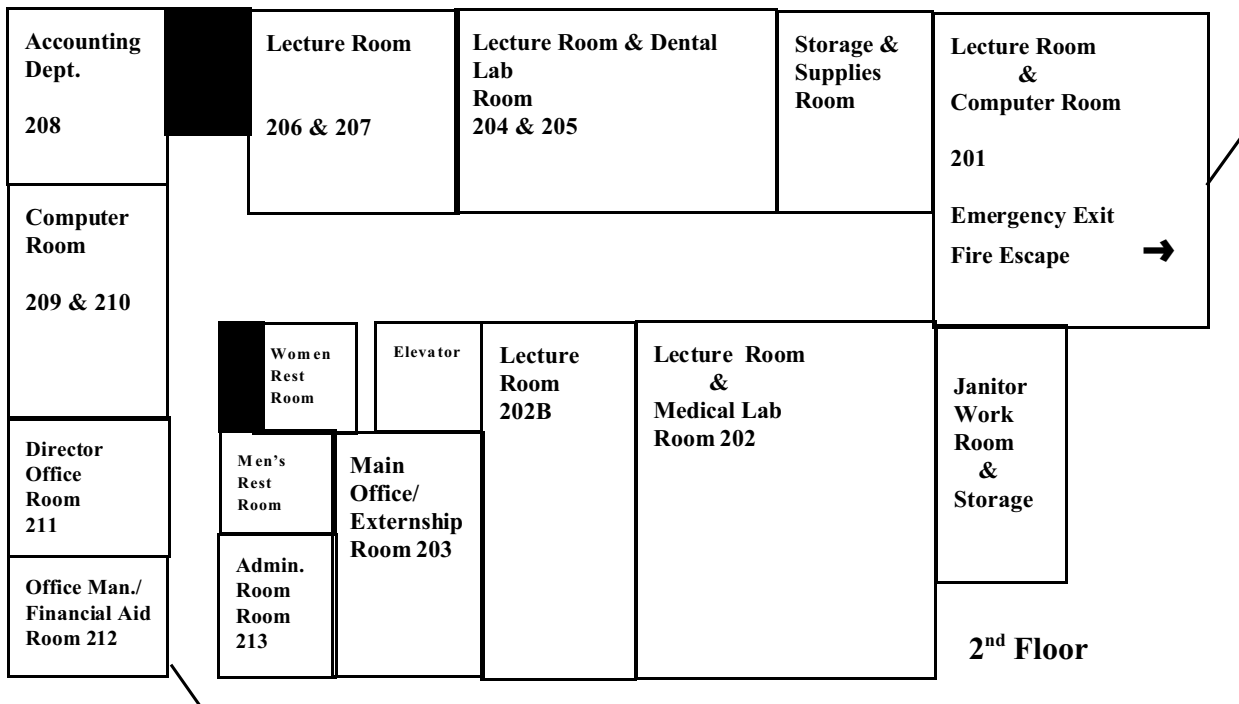 Accounting
Dept.
208
Lecture Room
206 & 207
Lecture Room & Dental
Lab
Room
204 & 205
Storage &
Supplies
Room
Lecture Room
&
Computer Room
201
Emergency Exit
Fire Escape →
Computer
Room
209 & 210
Women
Rest
Room
Elevator
Lecture
Room
202B
Lecture Room
&
Medical Lab
Room 202
Janitor
Work
Room
&
Storage
Director
Office
Room
211
Men's
Rest
Room
Main
Office/
Externship
Room 203
Office Man./
Financial Aid
Room 212
Admin.
Room
Room
213
2nd Floor